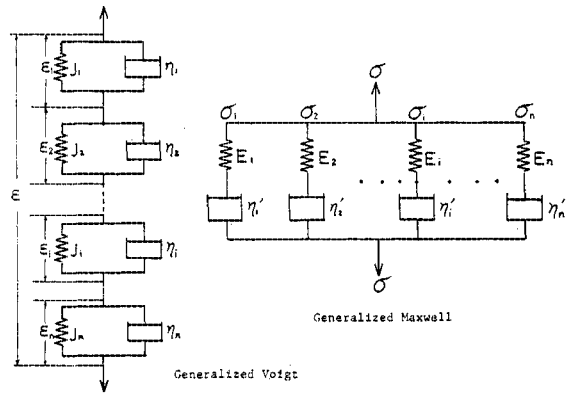 ε₁ J₁ η₁
ε₂ J₂ η₂
ε
εᵢ Jᵢ ηᵢ
εₙ Jₙ ηₙ
Generalized Voigt
σ
σ₁ σ₂ σᵢ σₙ
E₁ E₂ Eᵢ Eₙ
η₁′ η₂′ ηᵢ′ ηₙ′
σ
Generalized Maxwell